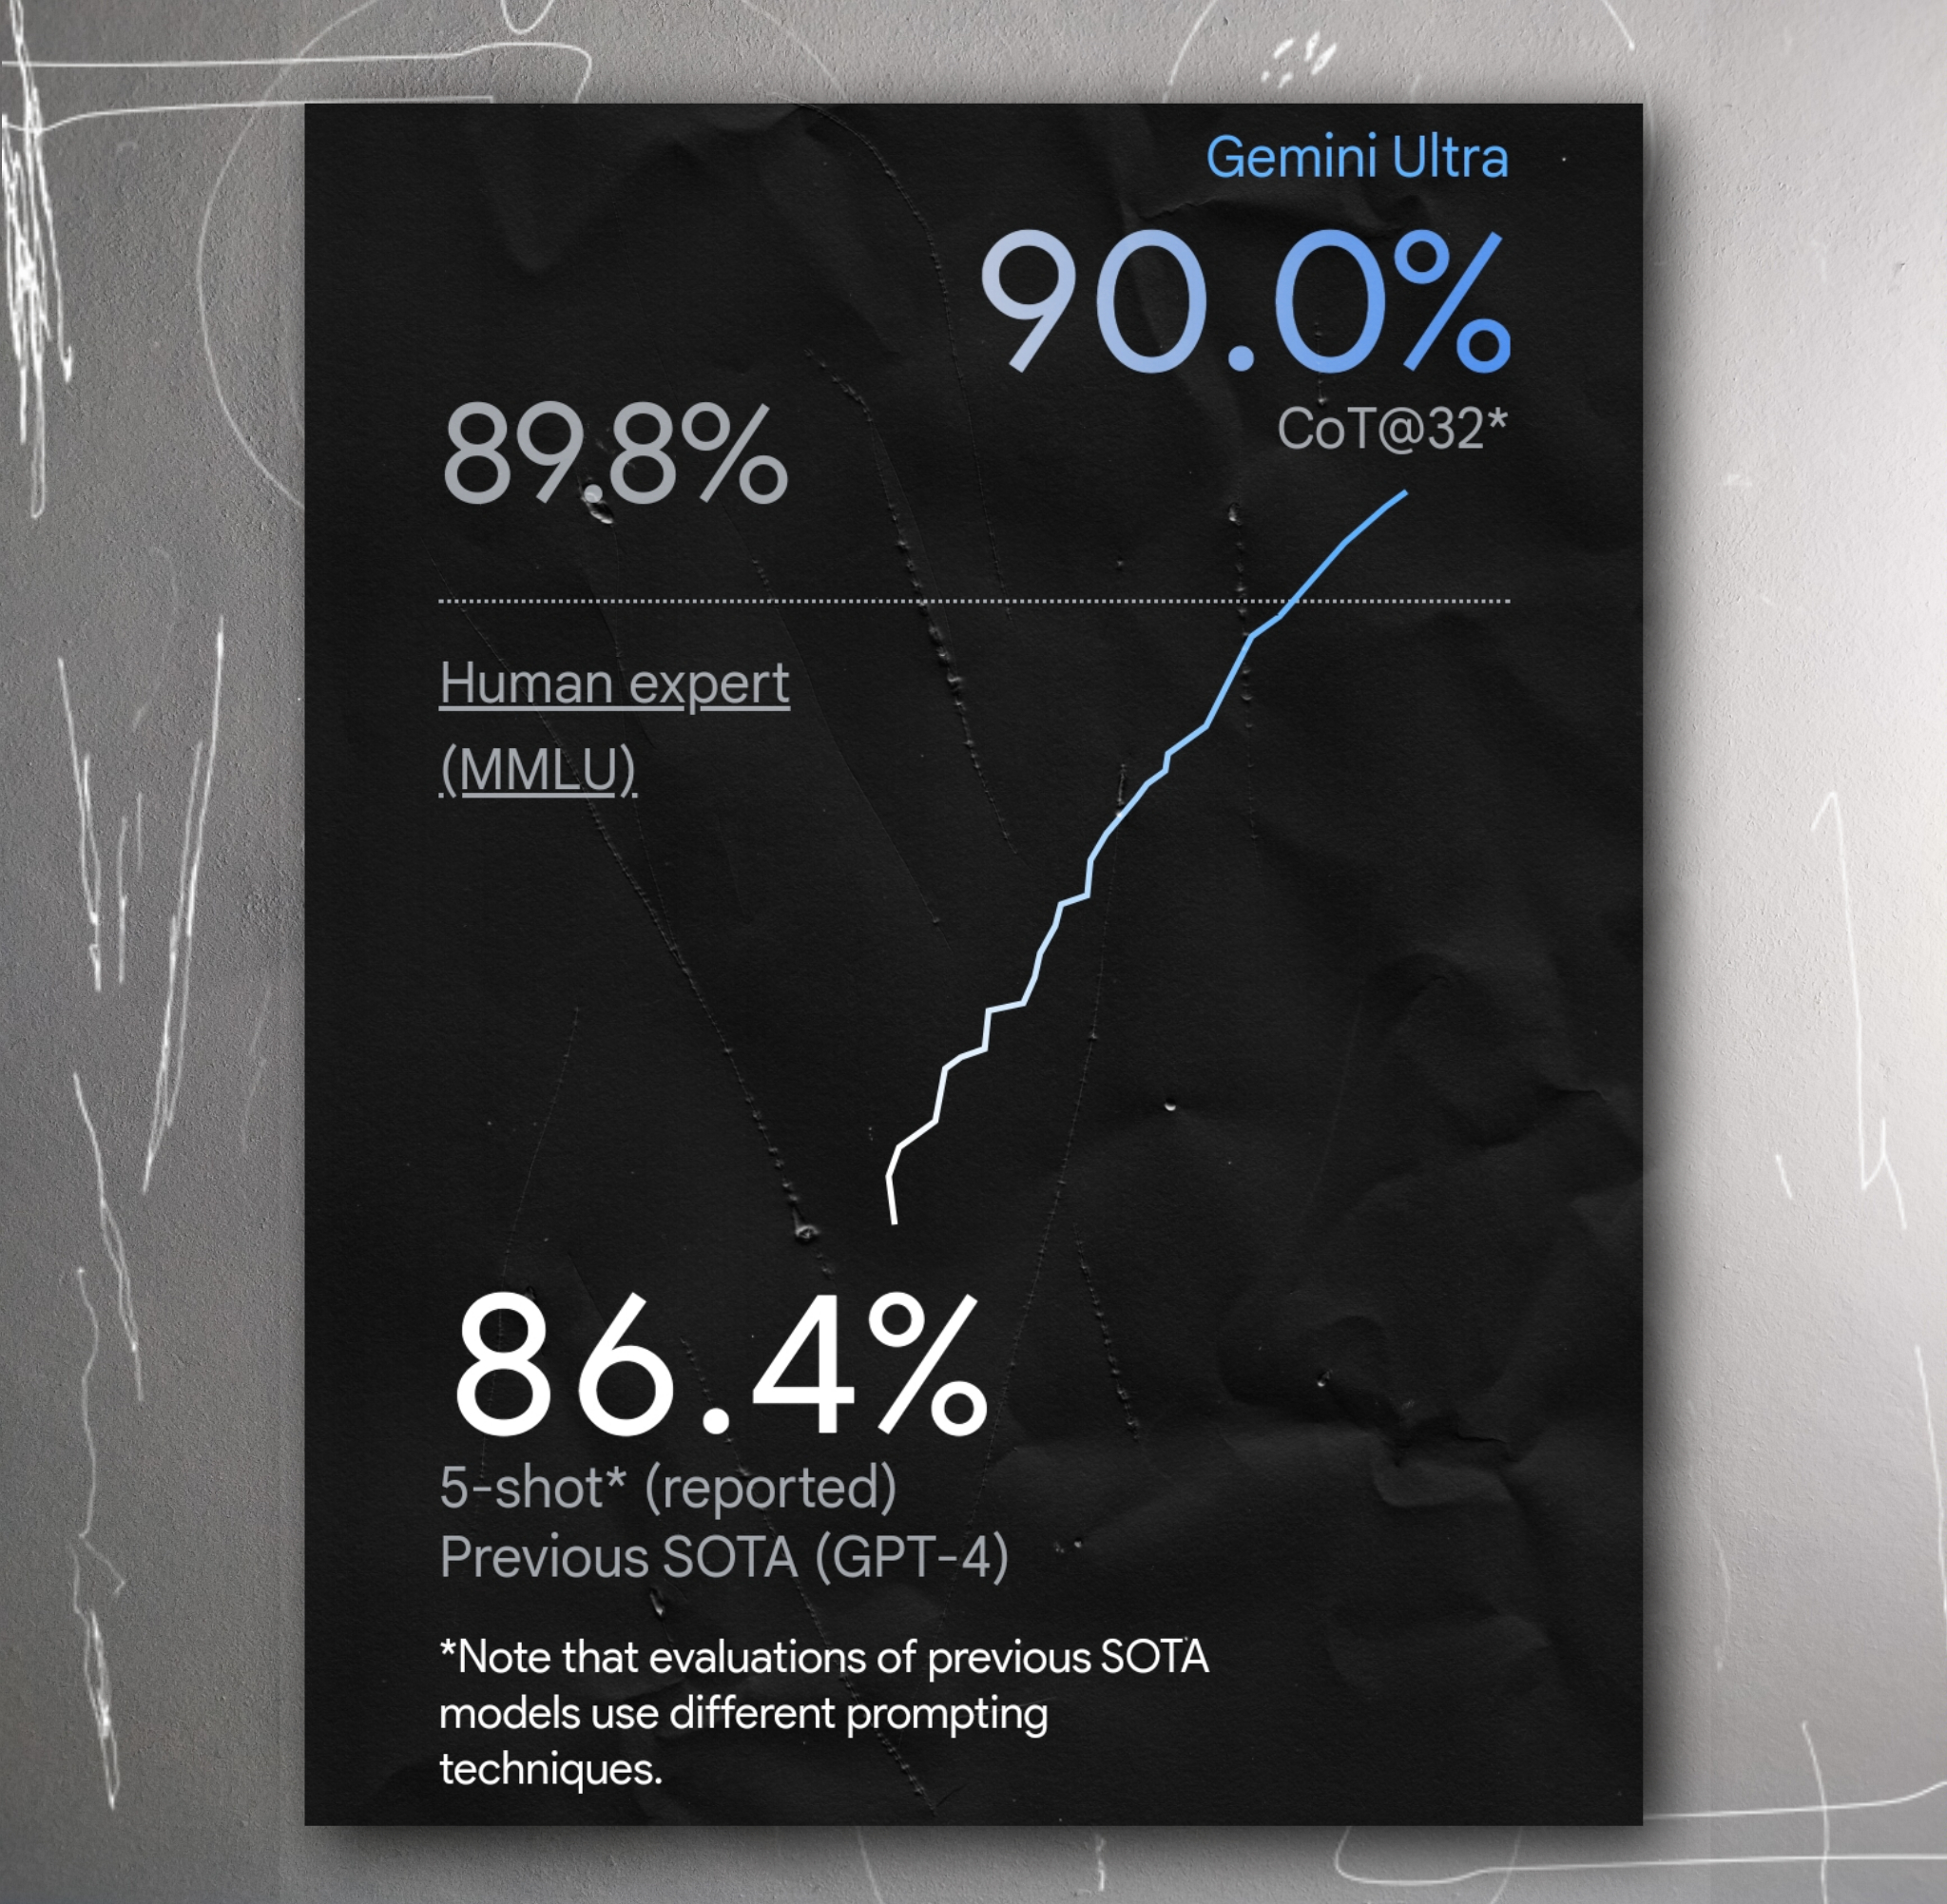 Gemini Ultra
90.0%
CoT@32*
89.8%
Human expert
(MMLU)
86.4%
5-shot* (reported)
Previous SOTA (GPT-4)
*Note that evaluations of previous SOTA
models use different prompting
techniques.